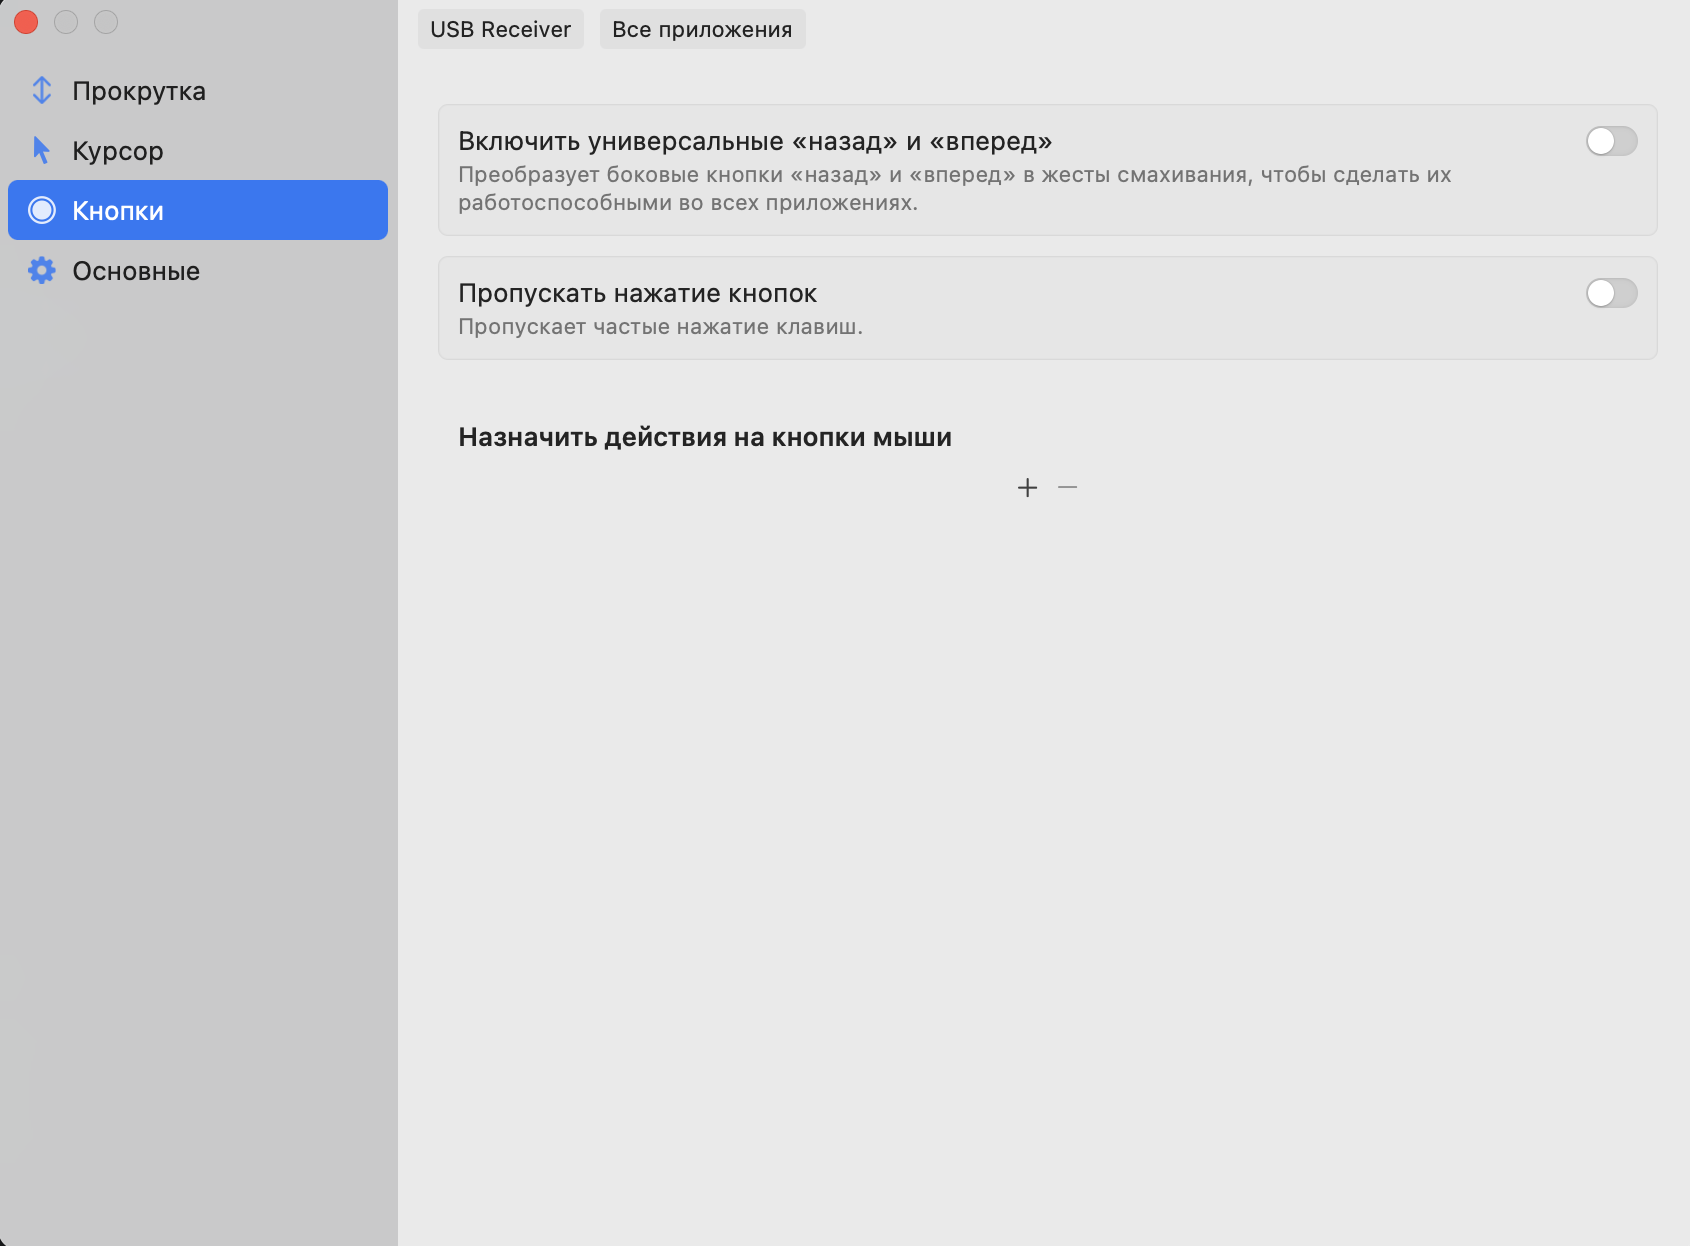 USB Receiver
Все приложения
Прокрутка
Курсор
Кнопки
Основные
Включить универсальные «назад» и «вперед»
Преобразует боковые кнопки «назад» и «вперед» в жесты смахивания, чтобы сделать их
работоспособными во всех приложениях.
Пропускать нажатие кнопок
Пропускает частые нажатие клавиш.
Назначить действия на кнопки мыши